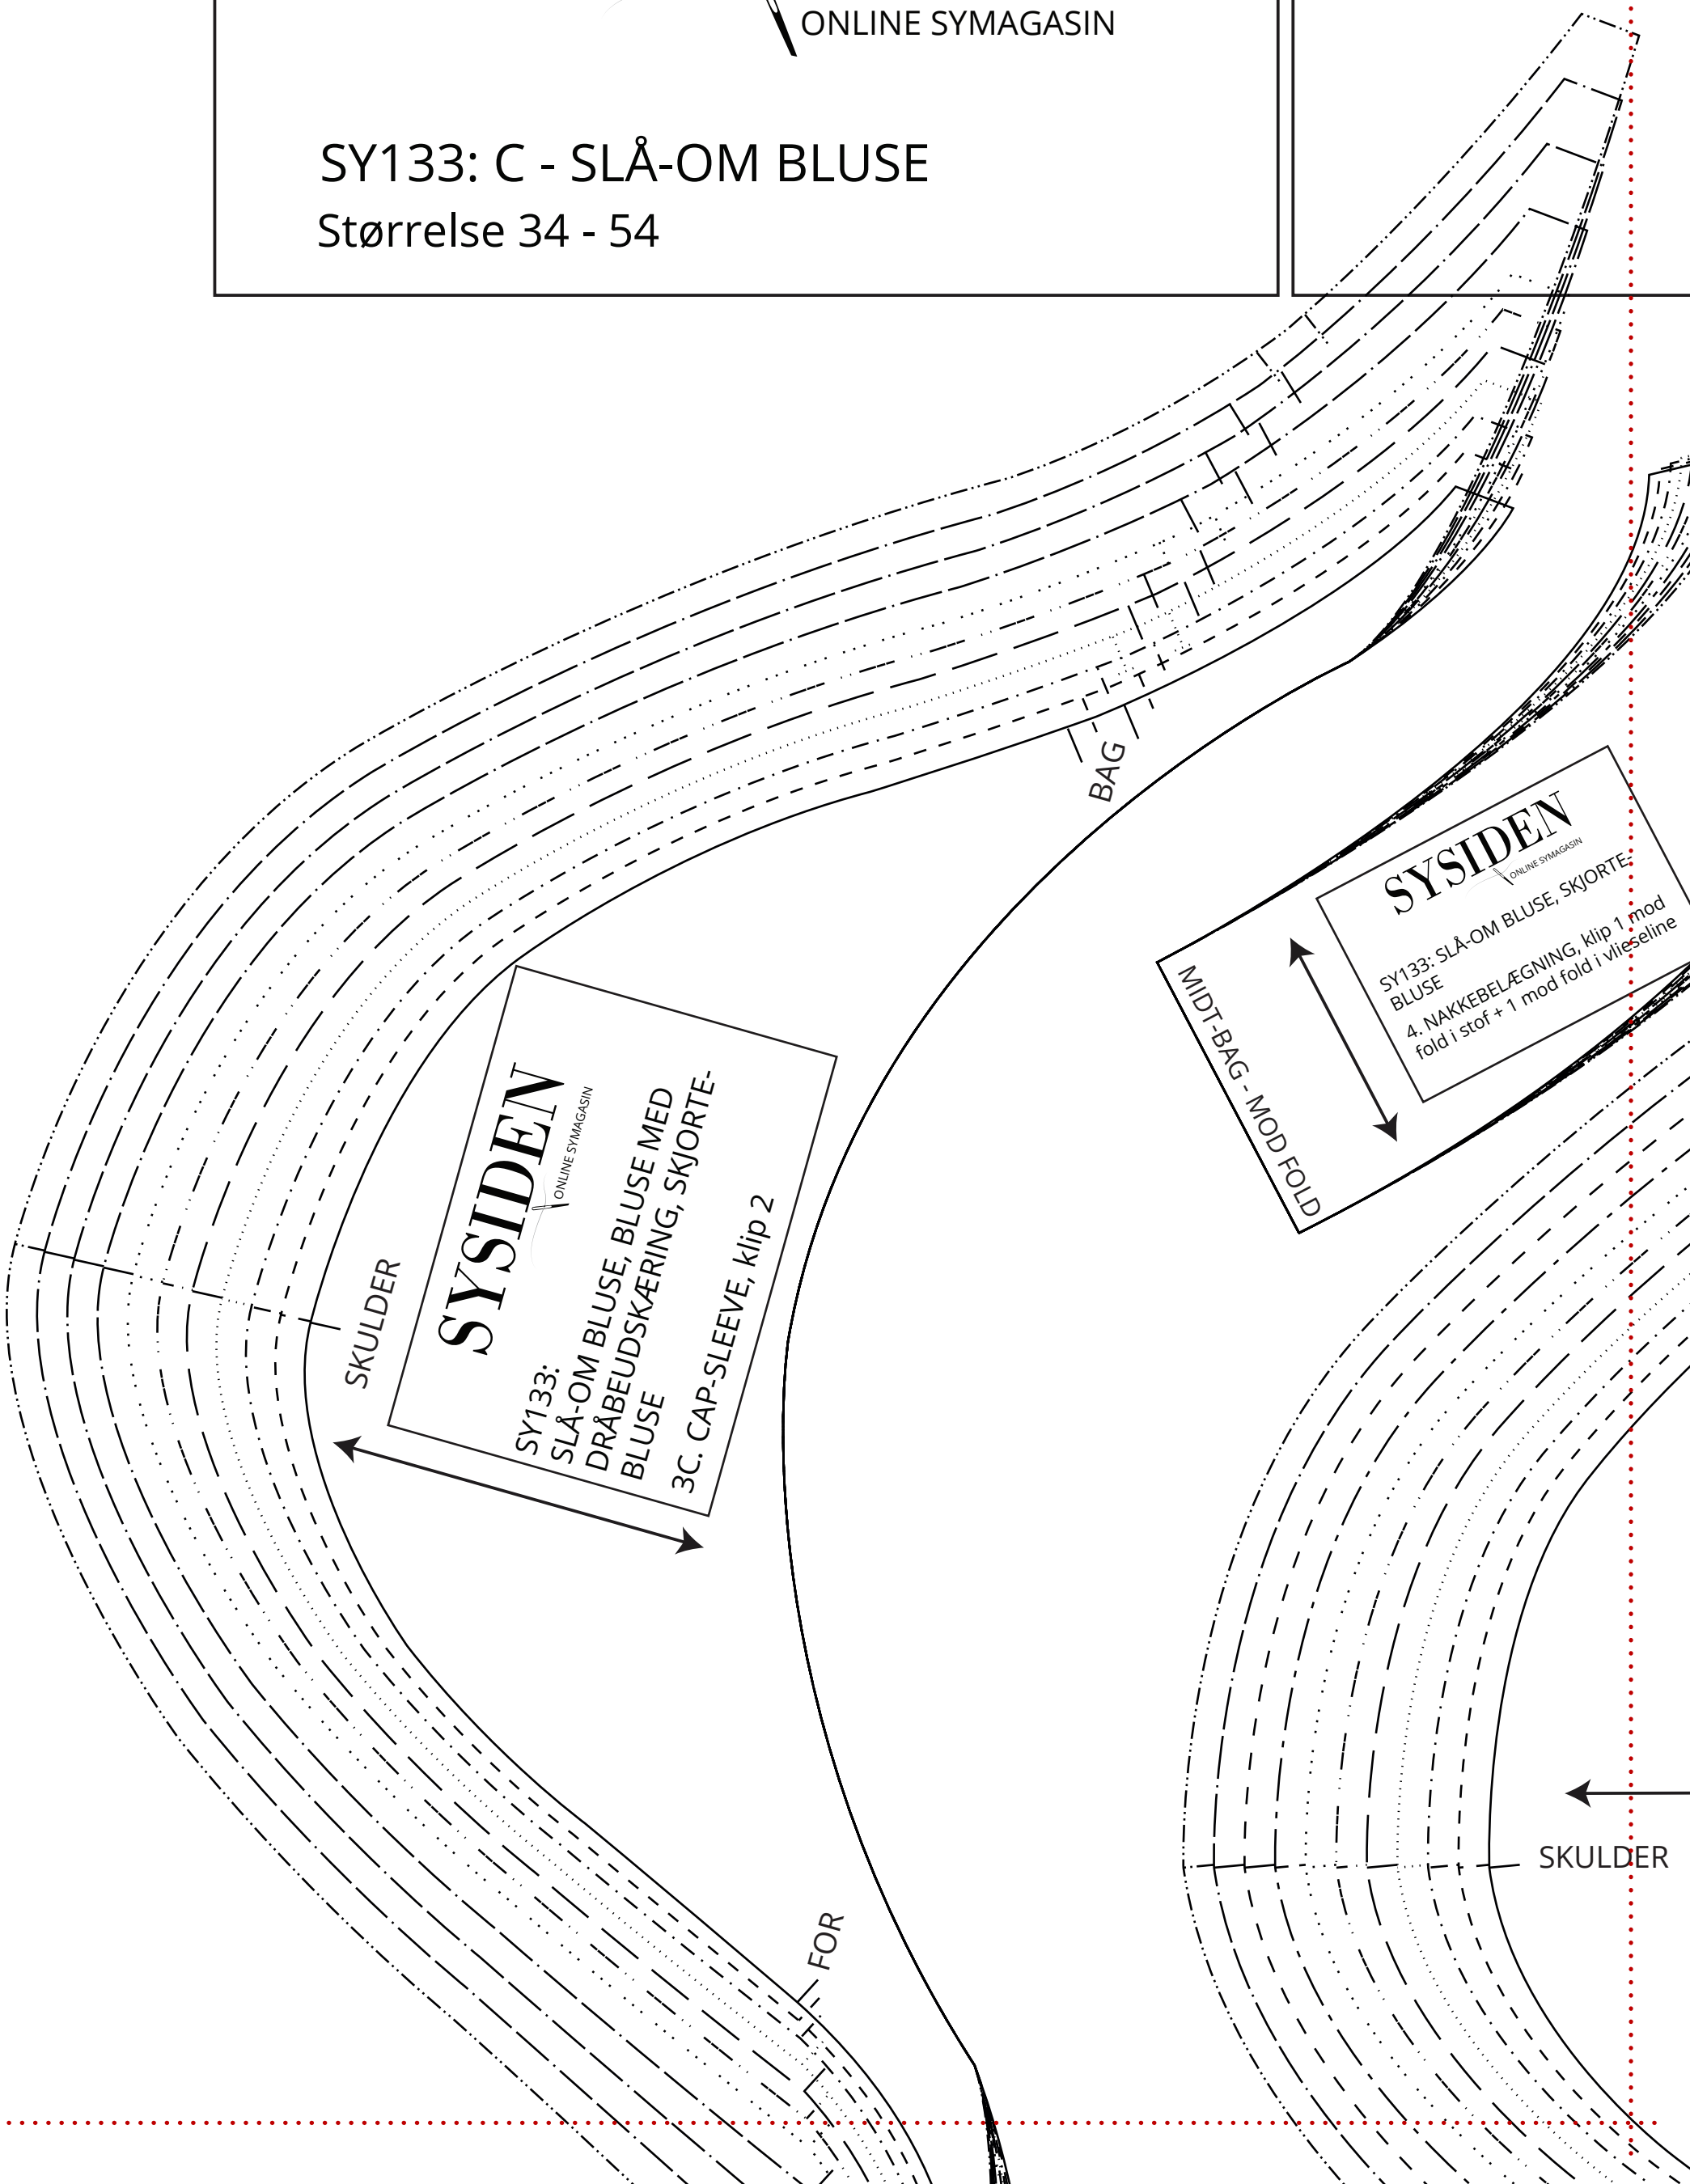 ONLINE SYMAGASIN
SY133: C - SLÅ-OM BLUSE
Størrelse 34 - 54
BAG
SYSIDEN
ONLINE SYMAGASIN
SY133: SLÅ-OM BLUSE, SKJORTE-
BLUSE
4. NAKKEBELÆGNING, klip 1 mod
fold i stof + 1 mod fold i vlieseline
MIDT-BAG - MOD FOLD
SKULDER
SYSIDEN
ONLINE SYMAGASIN
SY133:
SLÅ-OM BLUSE, BLUSE MED
DRÅBEUDSKÆRING, SKJORTE-
BLUSE
3C. CAP-SLEEVE, klip 2
SKULDER
FOR